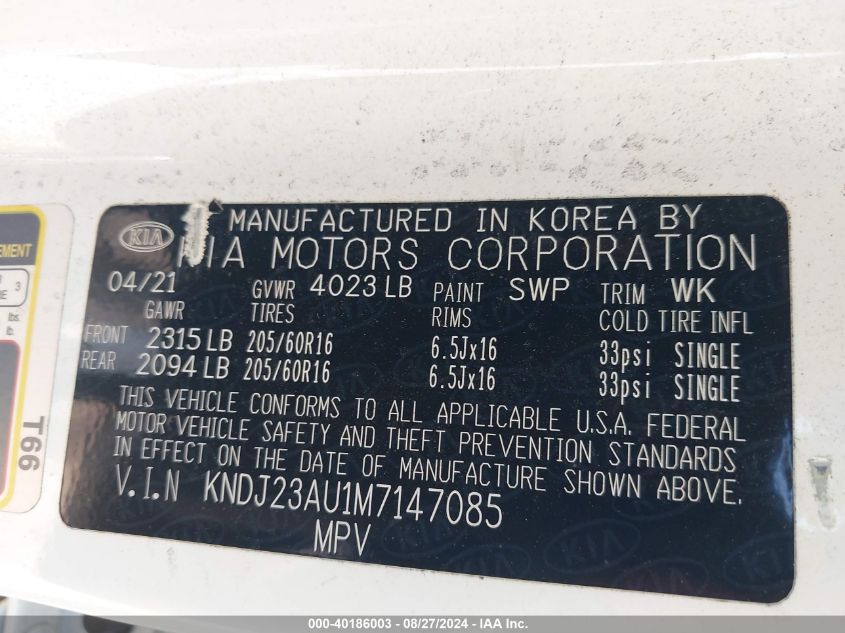 MANUFACTURED IN KOREA BY
KIA KIA MOTORS CORPORATION
04/21 GVWR 4023 LB PAINT SWP TRIM WK
GAWR TIRES RIMS COLD TIRE INFL
FRONT 2315 LB 205/60R16 6.5Jx16 33psi SINGLE
REAR 2094 LB 205/60R16 6.5Jx16 33psi SINGLE
THIS VEHICLE CONFORMS TO ALL APPLICABLE U.S.A. FEDERAL
MOTOR VEHICLE SAFETY AND THEFT PREVENTION STANDARDS
IN EFFECT ON THE DATE OF MANUFACTURE SHOWN ABOVE.
V.I.N KNDJ23AU1M7147085
MPV
3
lb.
T66
000-40186003 - 08/27/2024 - IAA Inc.